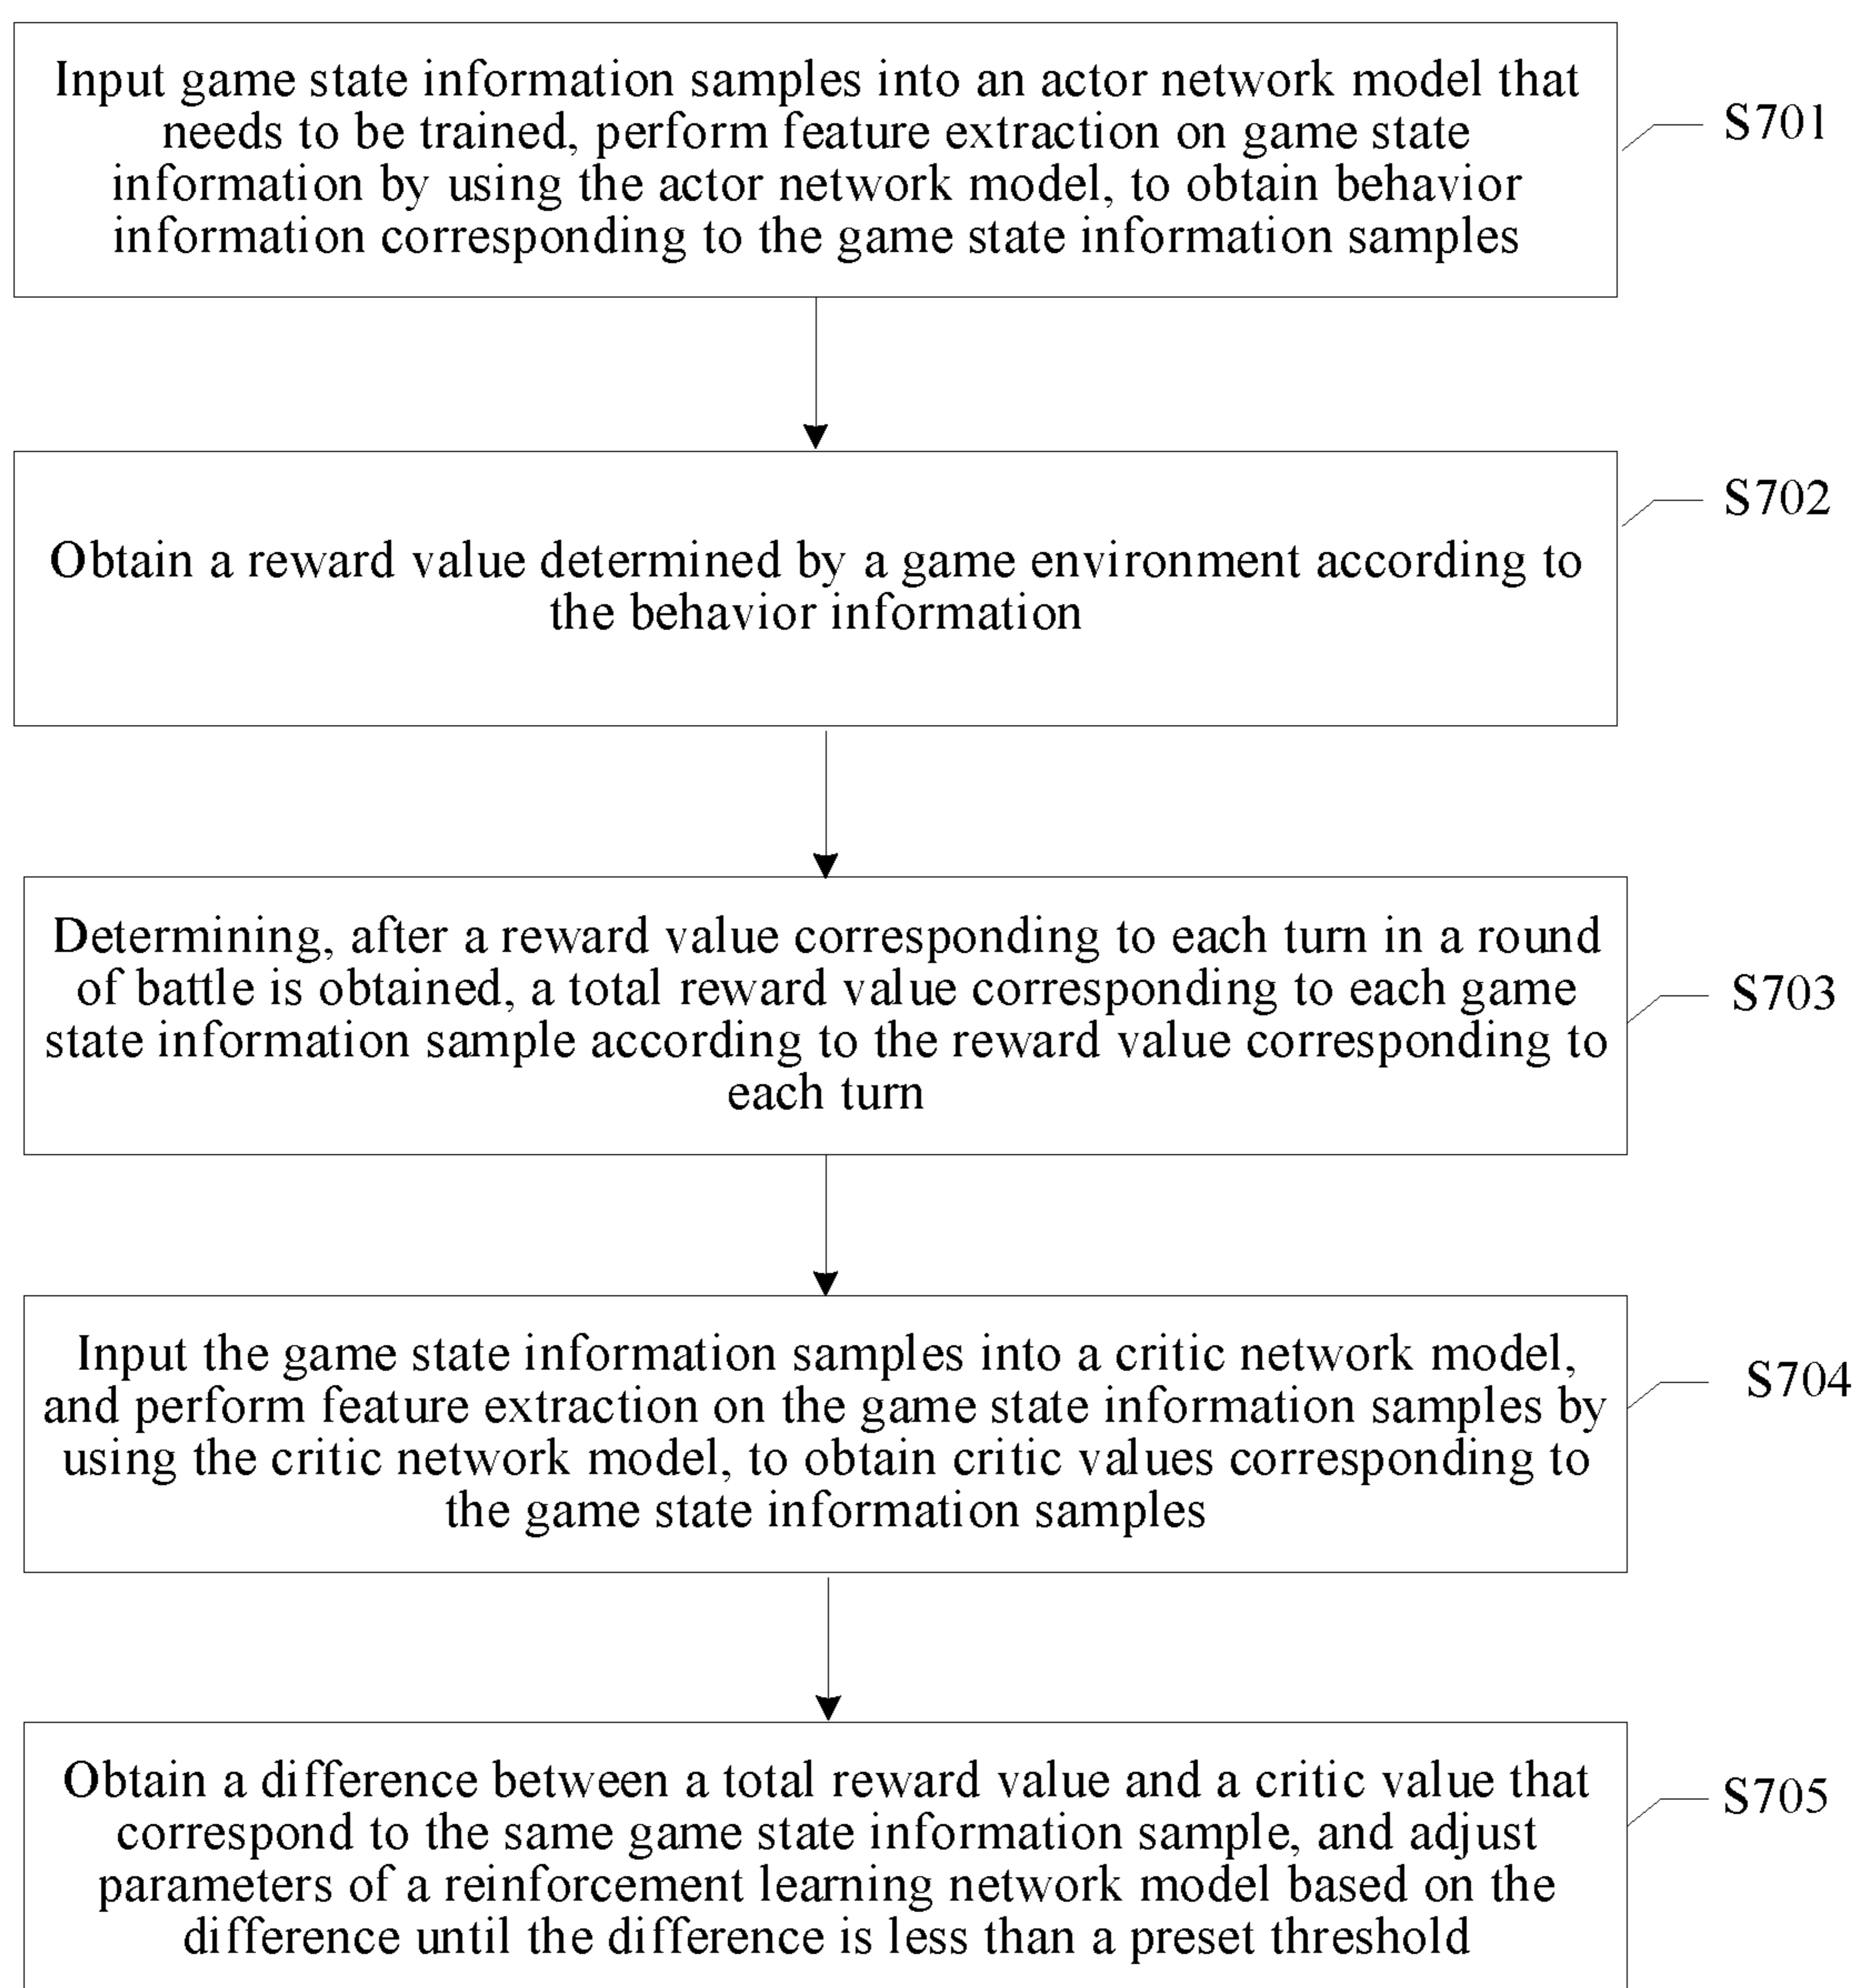 Input game state information samples into an actor network model that
needs to be trained, perform feature extraction on game state
information by using the actor network model, to obtain behavior
information corresponding to the game state information samples
S701
Obtain a reward value determined by a game environment according to
the behavior information
S702
Determining, after a reward value corresponding to each turn in a round
of battle is obtained, a total reward value corresponding to each game
state information sample according to the reward value corresponding to
each turn
S703
Input the game state information samples into a critic network model,
and perform feature extraction on the game state information samples by
using the critic network model, to obtain critic values corresponding to
the game state information samples
S704
Obtain a difference between a total reward value and a critic value that
correspond to the same game state information sample, and adjust
parameters of a reinforcement learning network model based on the
difference until the difference is less than a preset threshold
S705